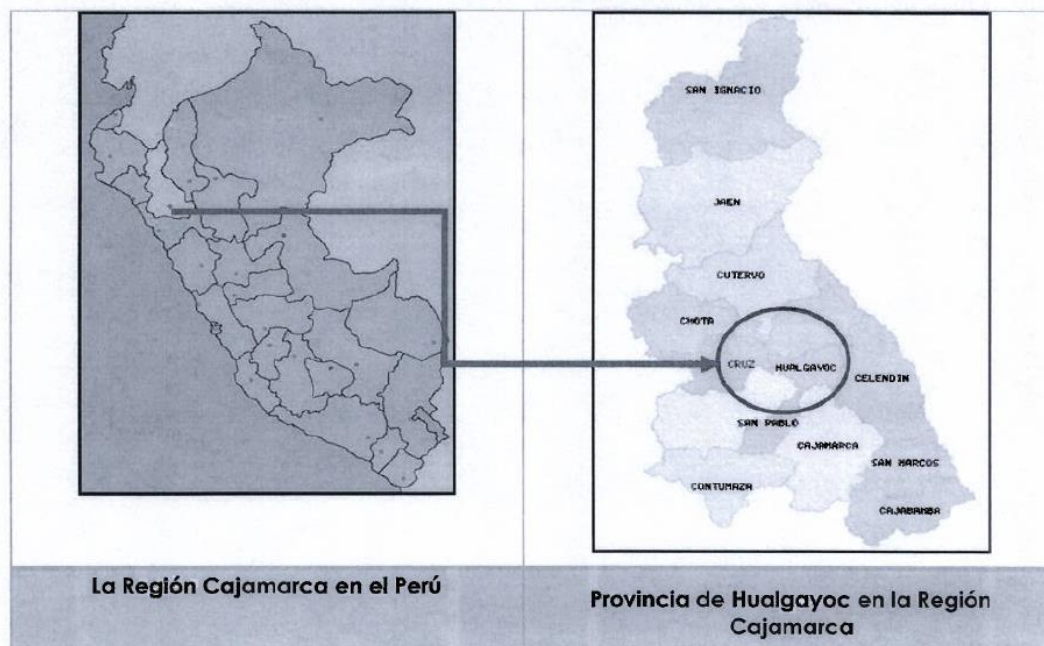 SAN IGNACIO
JAEN
CUTERVO
CHOTA
CRUZ
HUALGAYOC
CELENDIN
SAN PABLO
CAJAMARCA
SAN MARCOS
CONTUMAZA
CAJABAMBA
La Región Cajamarca en el Perú
Provincia de Hualgayoc en la Región
Cajamarca